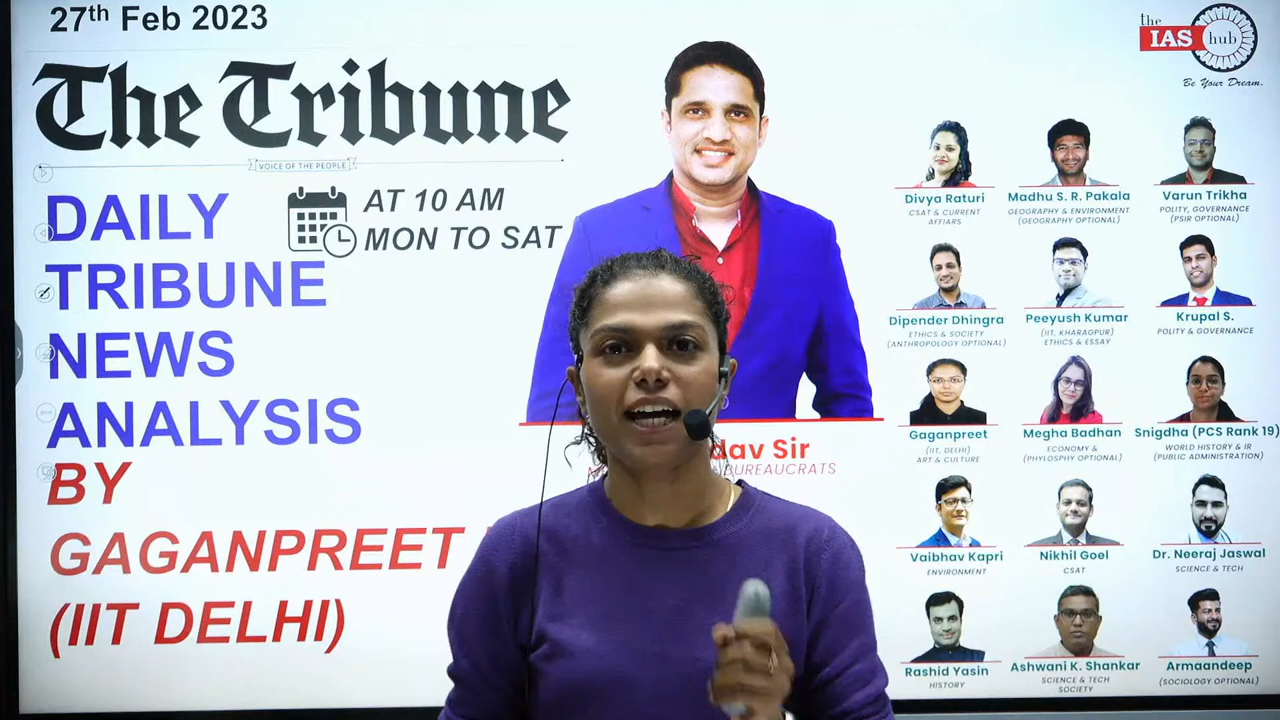 27th Feb 2023
The Tribune
VOICE OF THE PEOPLE
DAILY
TRIBUNE
NEWS
ANALYSIS
BY
GAGANPREET
(IIT DELHI)
AT 10 AM
MON TO SAT
dav Sir
BUREAUCRATS
the
IAS hub
Be Your Dream.
Divya Raturi
CSAT & CURRENT
AFFIARS
Madhu S. R. Pakala
GEOGRAPHY & ENVIRONMENT
(GEOGRAPHY OPTIONAL)
Varun Trikha
POLITY, GOVERNANCE
(PSIR OPTIONAL)
Dipender Dhingra
ETHICS & SOCIETY
(ANTHROPOLOGY OPTIONAL)
Peeyush Kumar
(IIT, KHARAGPUR)
ETHICS & ESSAY
Krupal S.
POLITY & GOVERNANCE
Gaganpreet
(IIT, DELHI)
ART & CULTURE
Megha Badhan
ECONOMY &
(PHYLOSPHY OPTIONAL)
Snigdha (PCS Rank 19)
WORLD HISTORY & IR
(PUBLIC ADMINISTRATION)
Vaibhav Kapri
ENVIRONMENT
Nikhil Goel
CSAT
Dr. Neeraj Jaswal
SCIENCE & TECH
Rashid Yasin
HISTORY
Ashwani K. Shankar
SCIENCE & TECH
SOCIETY
Armaandeep
(SOCIOLOGY OPTIONAL)